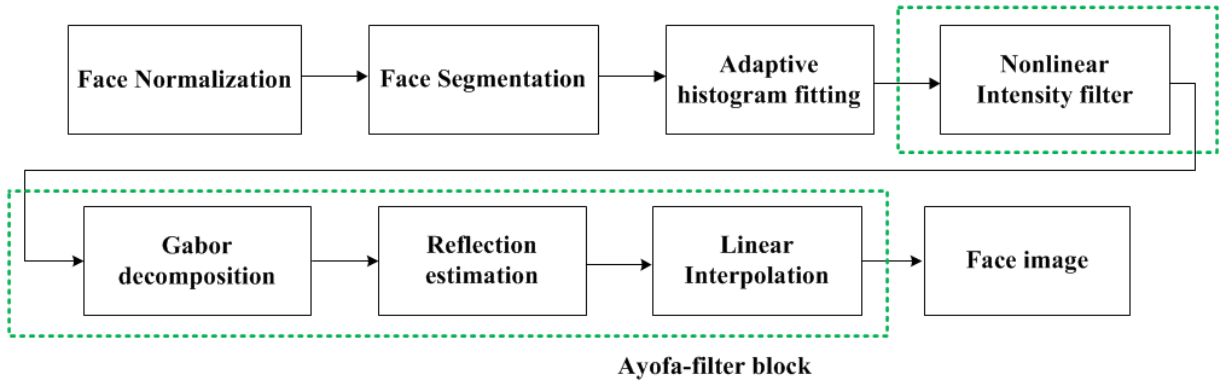 Face Normalization
Face Segmentation
Adaptive
histogram fitting
Nonlinear
Intensity filter
Gabor
decomposition
Reflection
estimation
Linear
Interpolation
Face image
Ayofa-filter block